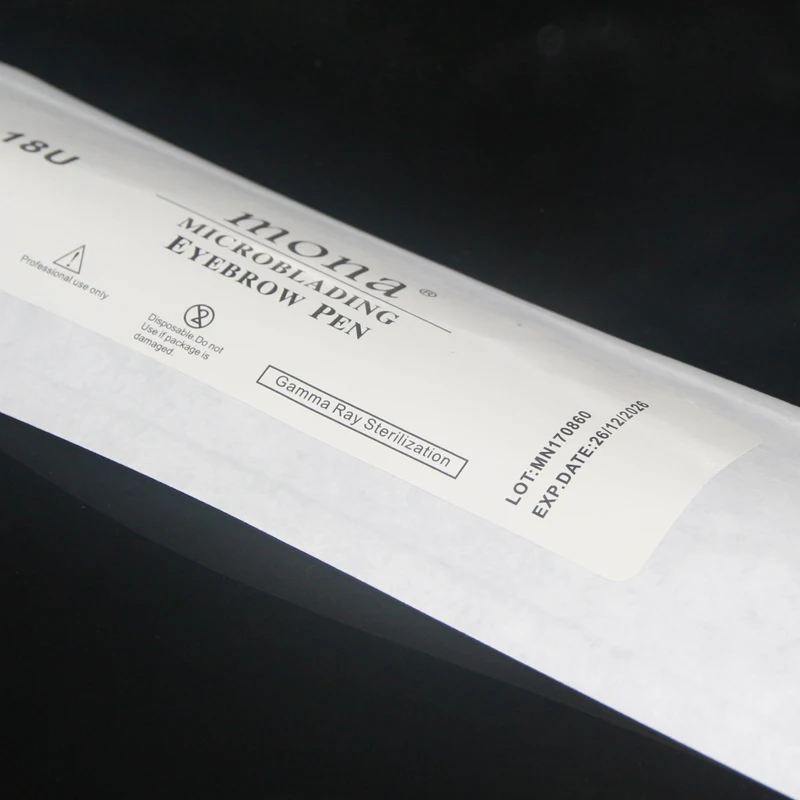 18U
mona®
MICROBLADING
EYEBROW PEN
Professional use only
Disposable.Do not
Use if package is
damaged.
Gamma Ray Sterilization
LOT:MN170860
EXP.DATE:26/12/2026